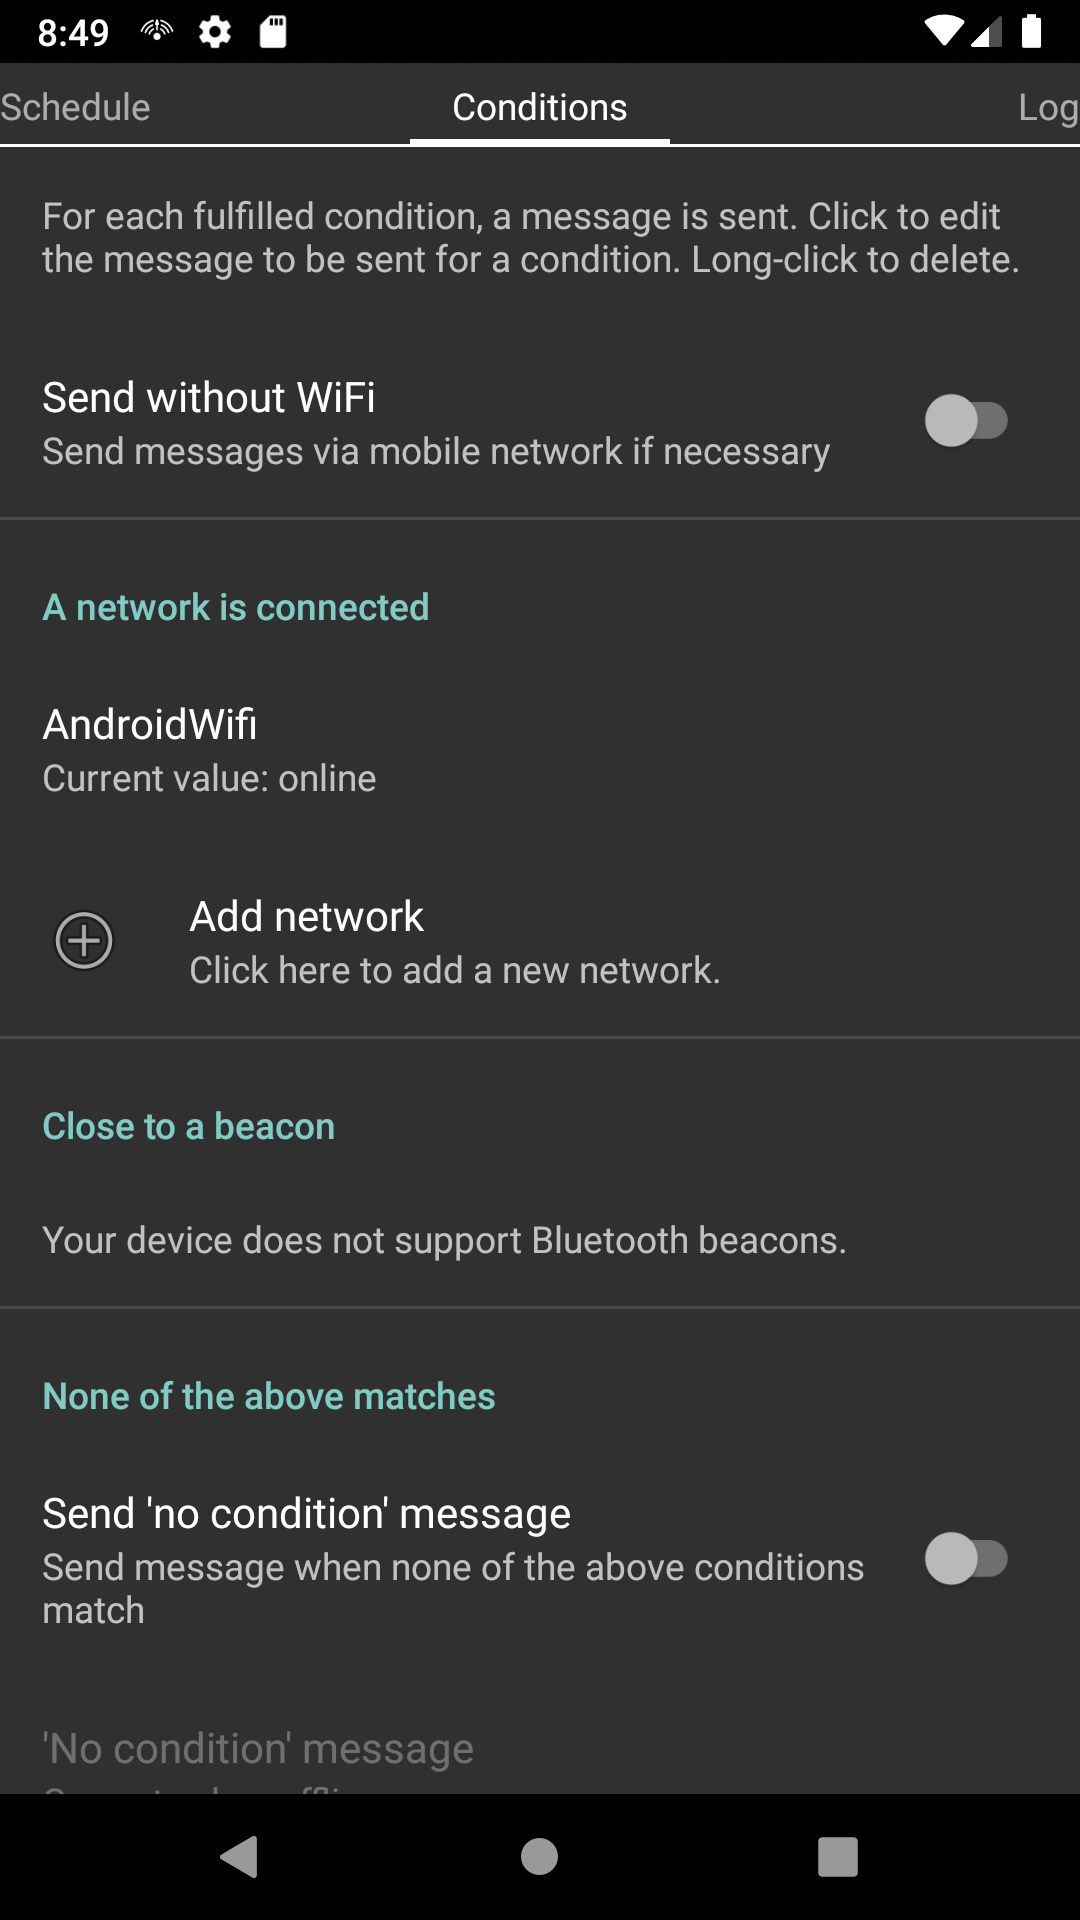 8:49
Schedule
Conditions
Log
For each fulfilled condition, a message is sent. Click to edit
the message to be sent for a condition. Long-click to delete.
Send without WiFi
Send messages via mobile network if necessary
A network is connected
AndroidWifi
Current value: online
Add network
Click here to add a new network.
Close to a beacon
Your device does not support Bluetooth beacons.
None of the above matches
Send 'no condition' message
Send message when none of the above conditions
match
'No condition' message